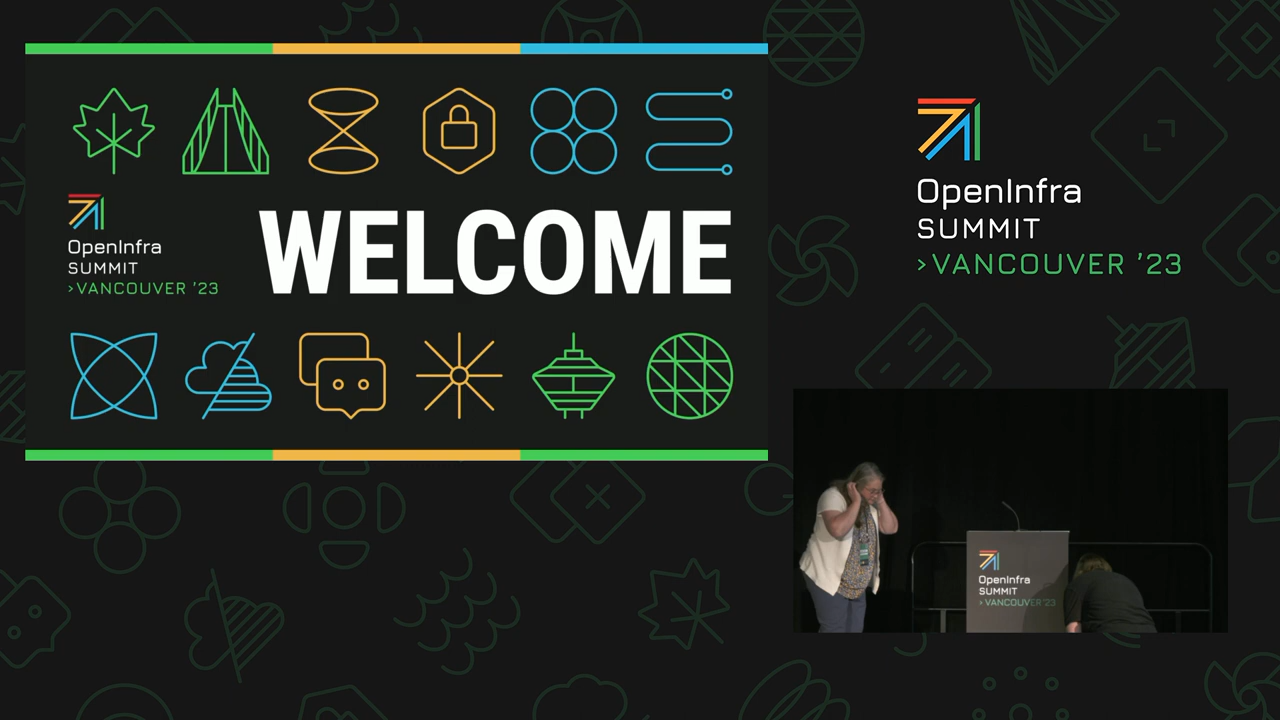 WELCOME
OpenInfra
SUMMIT
>VANCOUVER '23
OpenInfra
SUMMIT
>VANCOUVER '23
OpenInfra
SUMMIT
>VANCOUVER'23